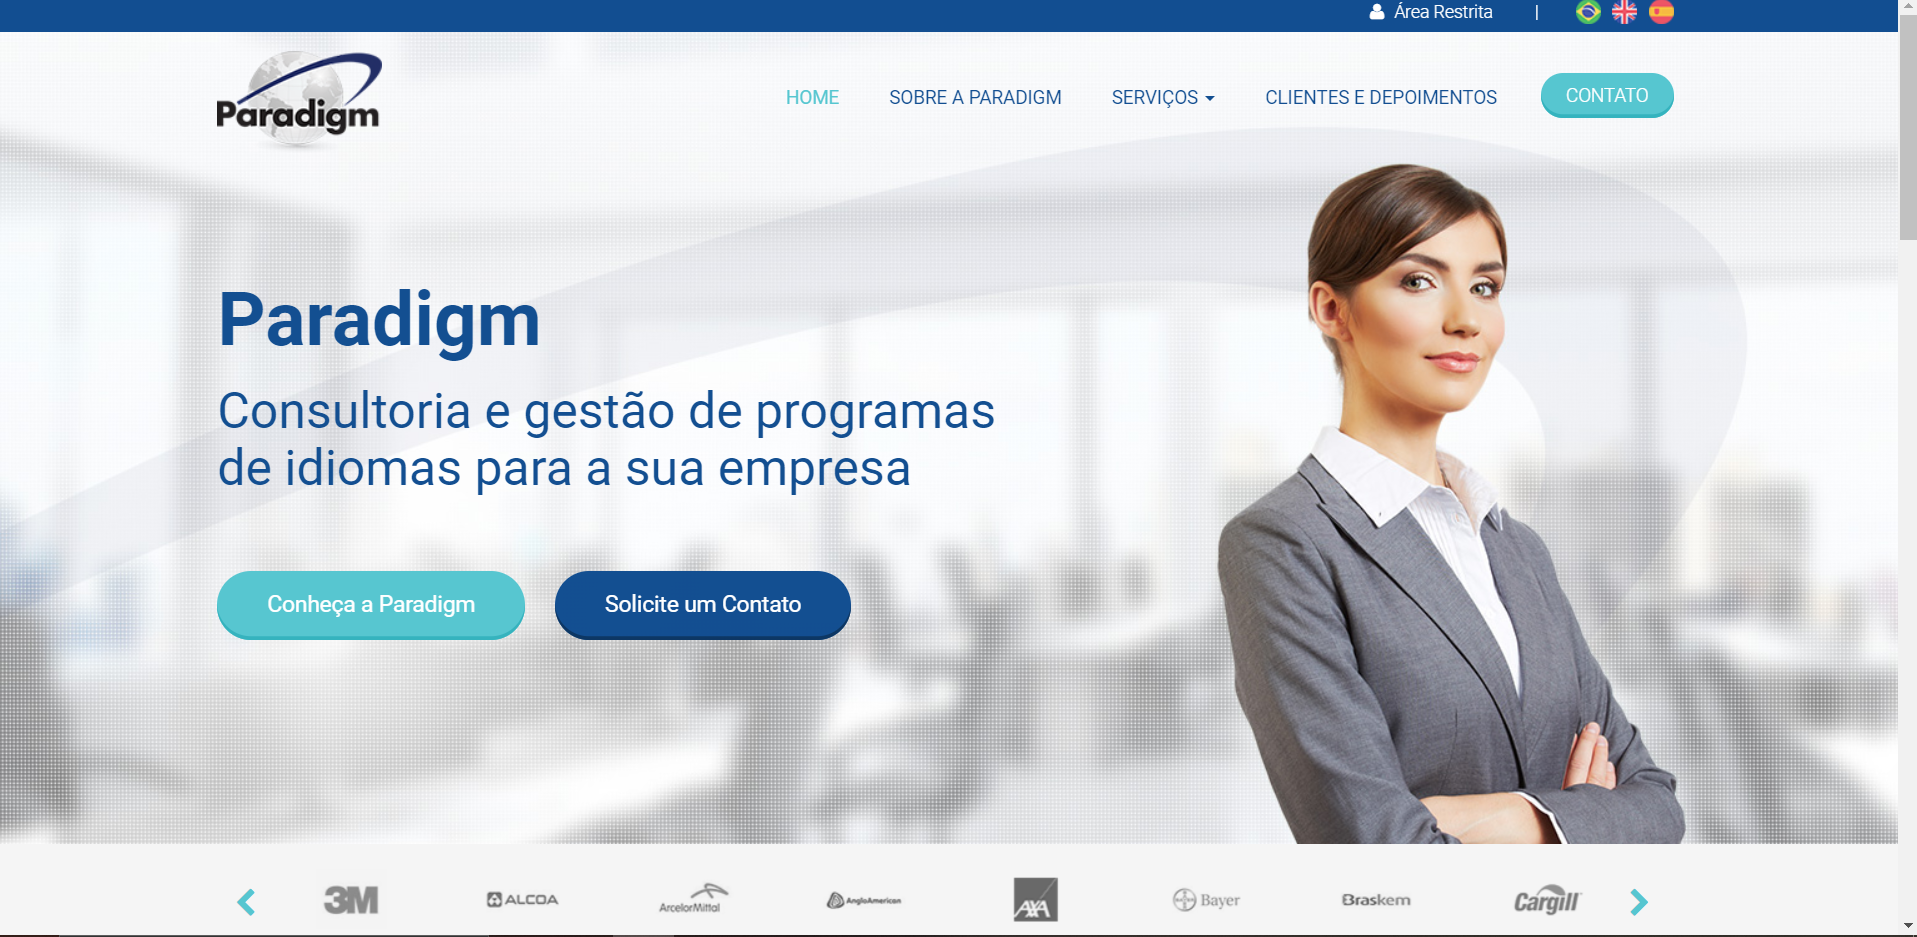 Área Restrita |
Paradigm
HOME SOBRE A PARADIGM SERVIÇOS CLIENTES E DEPOIMENTOS CONTATO
Paradigm
Consultoria e gestão de programas
de idiomas para a sua empresa
Conheça a Paradigm Solicite um Contato
3M ALCOA ArcelorMittal AngloAmerican AXA Bayer Braskem Cargill